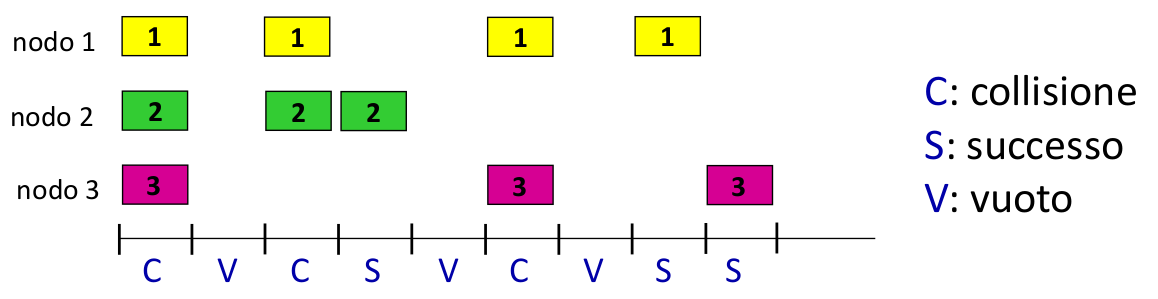 nodo 1 1 1 1 1
nodo 2 2 2 2
nodo 3 3 3 3
C V C S V C V S S
C: collisione
S: successo
V: vuoto